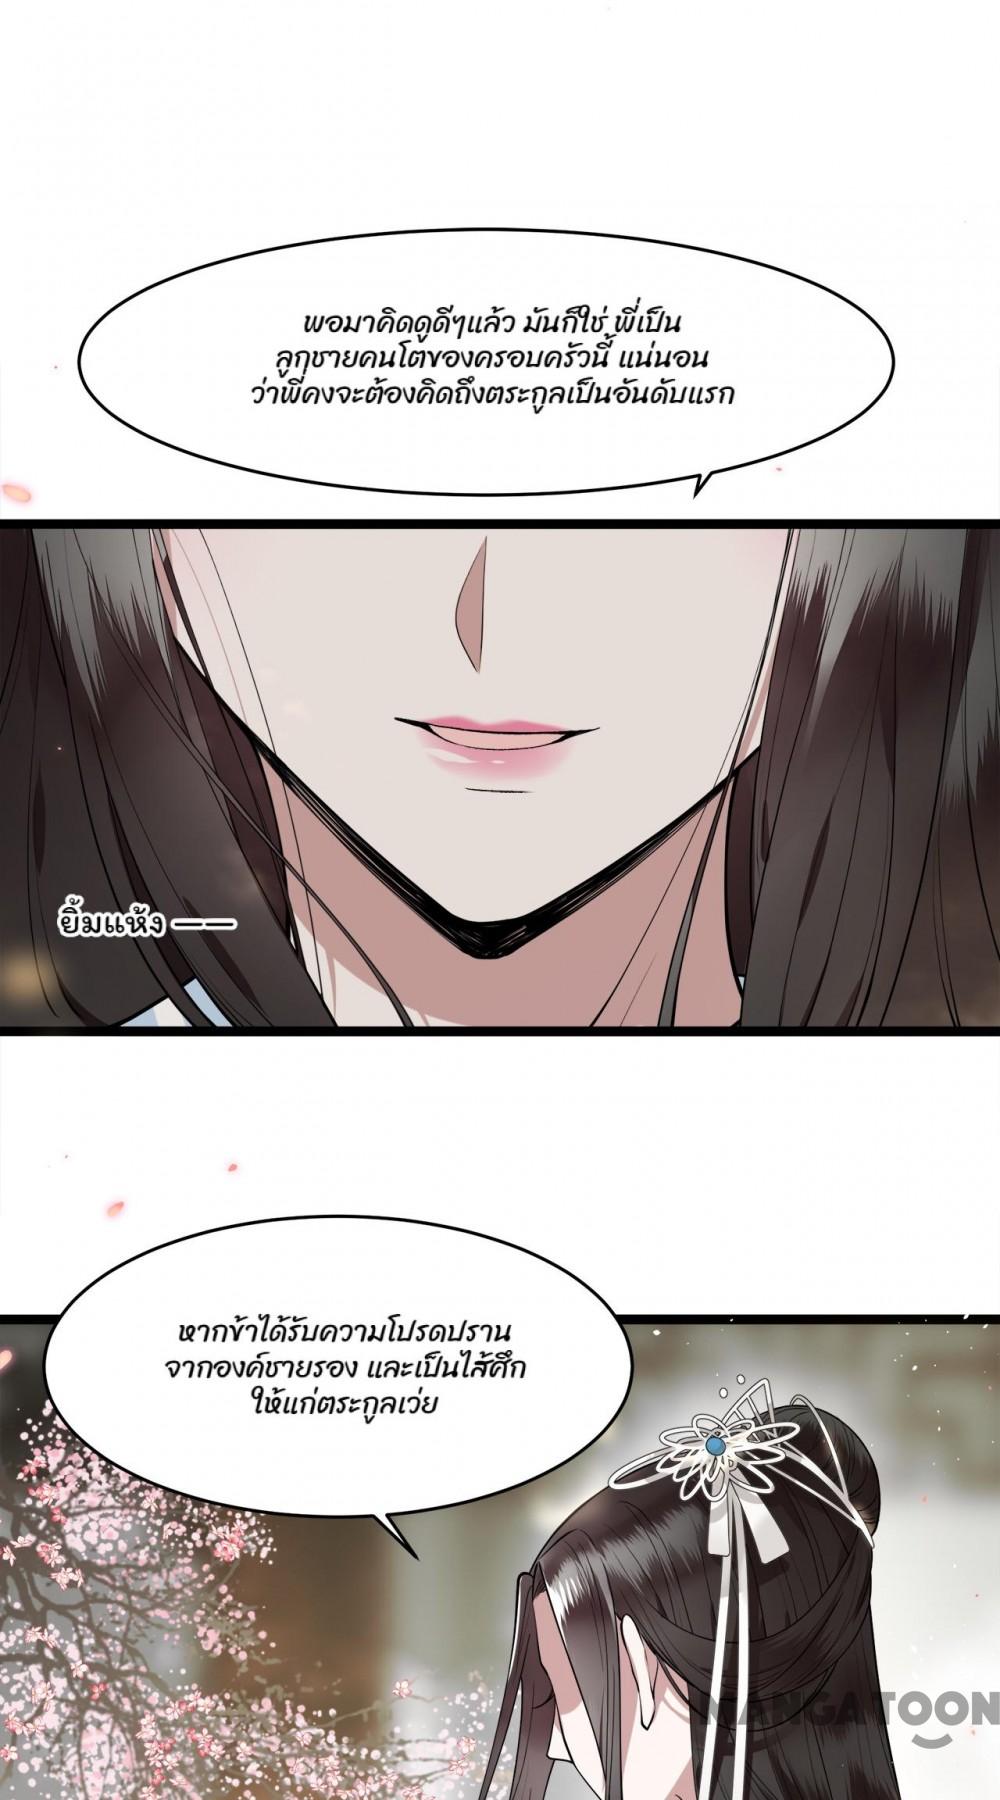 พอมาคิดดูดีๆแล้ว มันก็ใช่ พี่เป็น
ลูกชายคนโตของครอบครัวนี้ แน่นอน
ว่าพี่คงจะต้องคิดถึงตระกูลเป็นอันดับแรก
ยิ้มแห้ง ——
หากข้าได้รับความโปรดปราน
จากองค์ชายรอง และเป็นไส้ศึก
ให้แก่ตระกูลเว่ย
MANGATOON